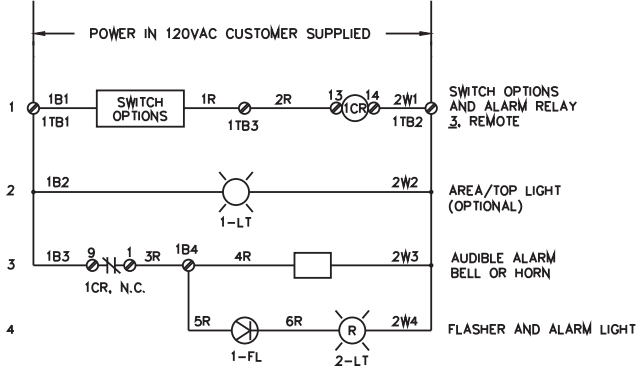 POWER IN 120VAC CUSTOMER SUPPLIED
1 1B1 SWITCH OPTIONS 1R 2R 13 1CR 14 2W1 SWITCH OPTIONS
1TB1 1TB3 1TB2 AND ALARM RELAY
3, REMOTE
2 1B2 2W2 AREA/TOP LIGHT
1-LT (OPTIONAL)
3 1B3 9 1 3R 1B4 4R 2W3 AUDIBLE ALARM
1CR, N.C. BELL OR HORN
4 5R 6R R 2W4 FLASHER AND ALARM LIGHT
1-FL 2-LT